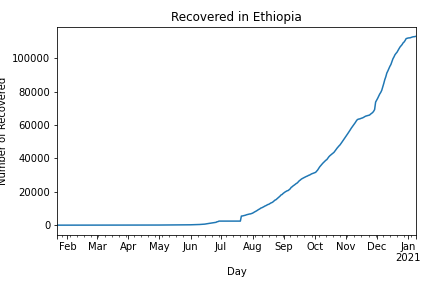 Recovered in Ethiopia
Number of Recovered
100000
80000
60000
40000
20000
0
Feb Mar Apr May Jun Jul Aug Sep Oct Nov Dec Jan
2021
Day